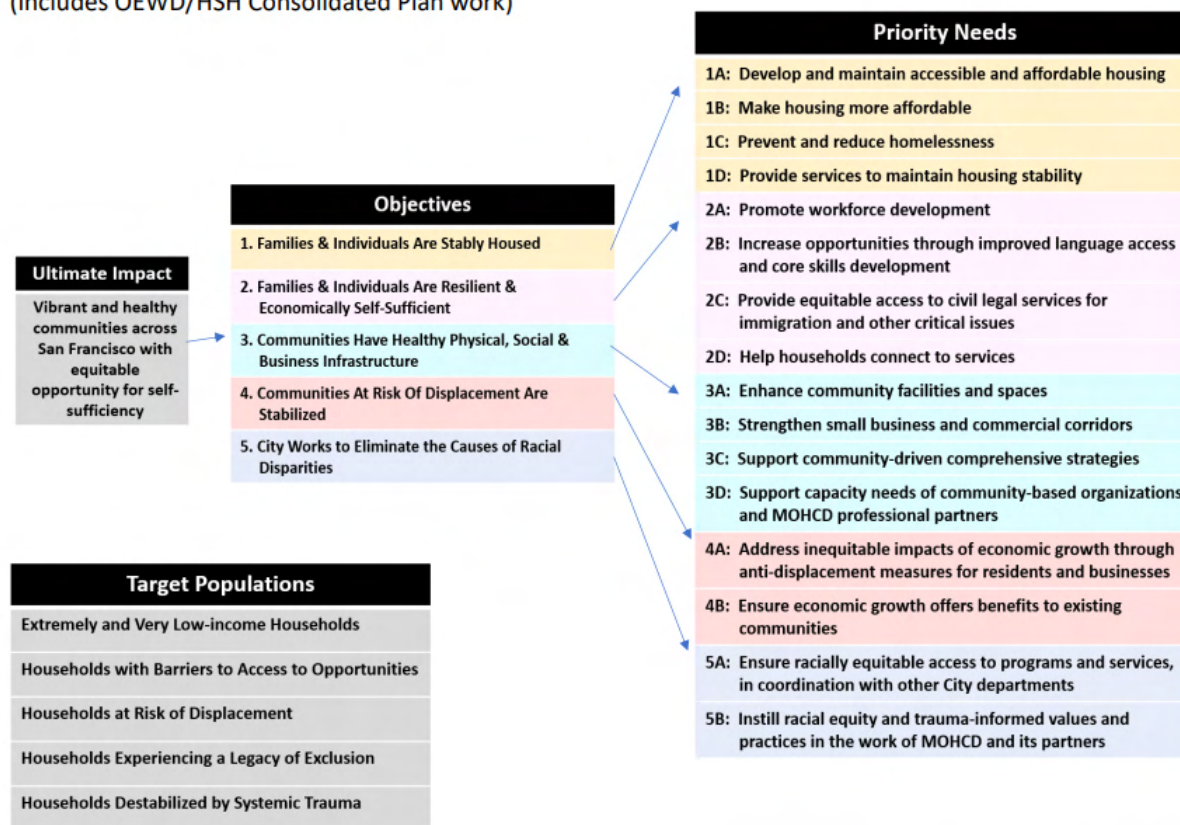 (includes OEWD/HSH Consolidated Plan work)
Ultimate Impact
Vibrant and healthy
communities across
San Francisco with
equitable
opportunity for self-
sufficiency
Objectives
1. Families & Individuals Are Stably Housed
2. Families & Individuals Are Resilient &
Economically Self-Sufficient
3. Communities Have Healthy Physical, Social &
Business Infrastructure
4. Communities At Risk Of Displacement Are
Stabilized
5. City Works to Eliminate the Causes of Racial
Disparities
Priority Needs
1A: Develop and maintain accessible and affordable housing
1B: Make housing more affordable
1C: Prevent and reduce homelessness
1D: Provide services to maintain housing stability
2A: Promote workforce development
2B: Increase opportunities through improved language access
and core skills development
2C: Provide equitable access to civil legal services for
immigration and other critical issues
2D: Help households connect to services
3A: Enhance community facilities and spaces
3B: Strengthen small business and commercial corridors
3C: Support community-driven comprehensive strategies
3D: Support capacity needs of community-based organizations
and MOHCD professional partners
4A: Address inequitable impacts of economic growth through
anti-displacement measures for residents and businesses
4B: Ensure economic growth offers benefits to existing
communities
5A: Ensure racially equitable access to programs and services,
in coordination with other City departments
5B: Instill racial equity and trauma-informed values and
practices in the work of MOHCD and its partners
Target Populations
Extremely and Very Low-income Households
Households with Barriers to Access to Opportunities
Households at Risk of Displacement
Households Experiencing a Legacy of Exclusion
Households Destabilized by Systemic Trauma